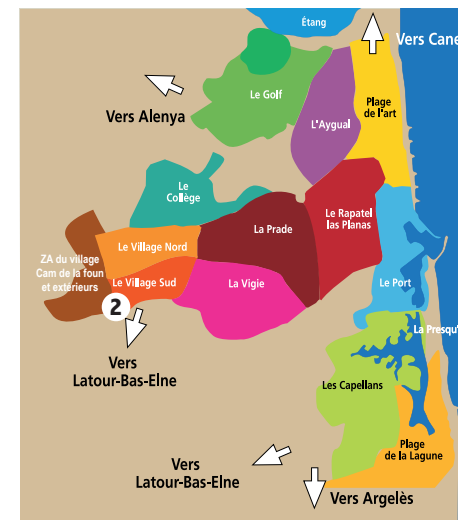 Étang
Vers Cane
Le Golf
Plage
de l'art
Vers Alenya
L'Aygual
Le
Collège
Le Rapatel
las Planas
La Prade
Le Village Nord
ZA du village
Cam de la foun
et extérieurs
Le Village Sud
La Vigie
Le Port
2
La Presqu'
Vers
Latour-Bas-Elne
Les Capellans
Plage
de la Lagune
Vers
Latour-Bas-Elne
Vers Argelès